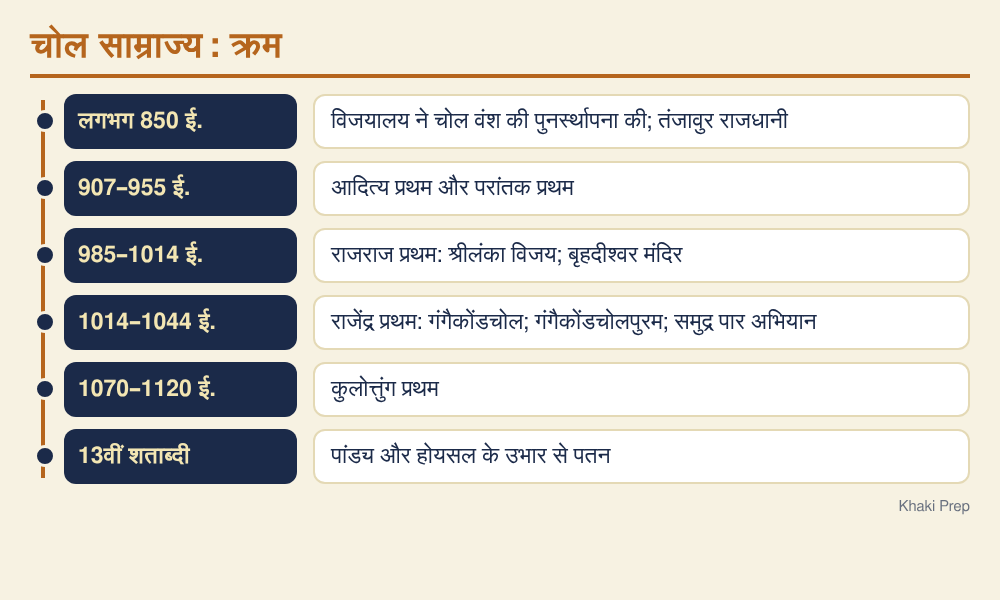 चोल साम्राज्य : क्रम
लगभग 850 ई.
विजयालय ने चोल वंश की पुनर्स्थापना की; तंजावुर राजधानी
907–955 ई.
आदित्य प्रथम और परांतक प्रथम
985–1014 ई.
राजराज प्रथम: श्रीलंका विजय; बृहदीश्वर मंदिर
1014–1044 ई.
राजेंद्र प्रथम: गंगैकोंडचोल; गंगैकोंडचोलपुरम; समुद्र पार अभियान
1070–1120 ई.
कुलोत्तुंग प्रथम
13वीं शताब्दी
पांड्य और होयसल के उभार से पतन
Khaki Prep